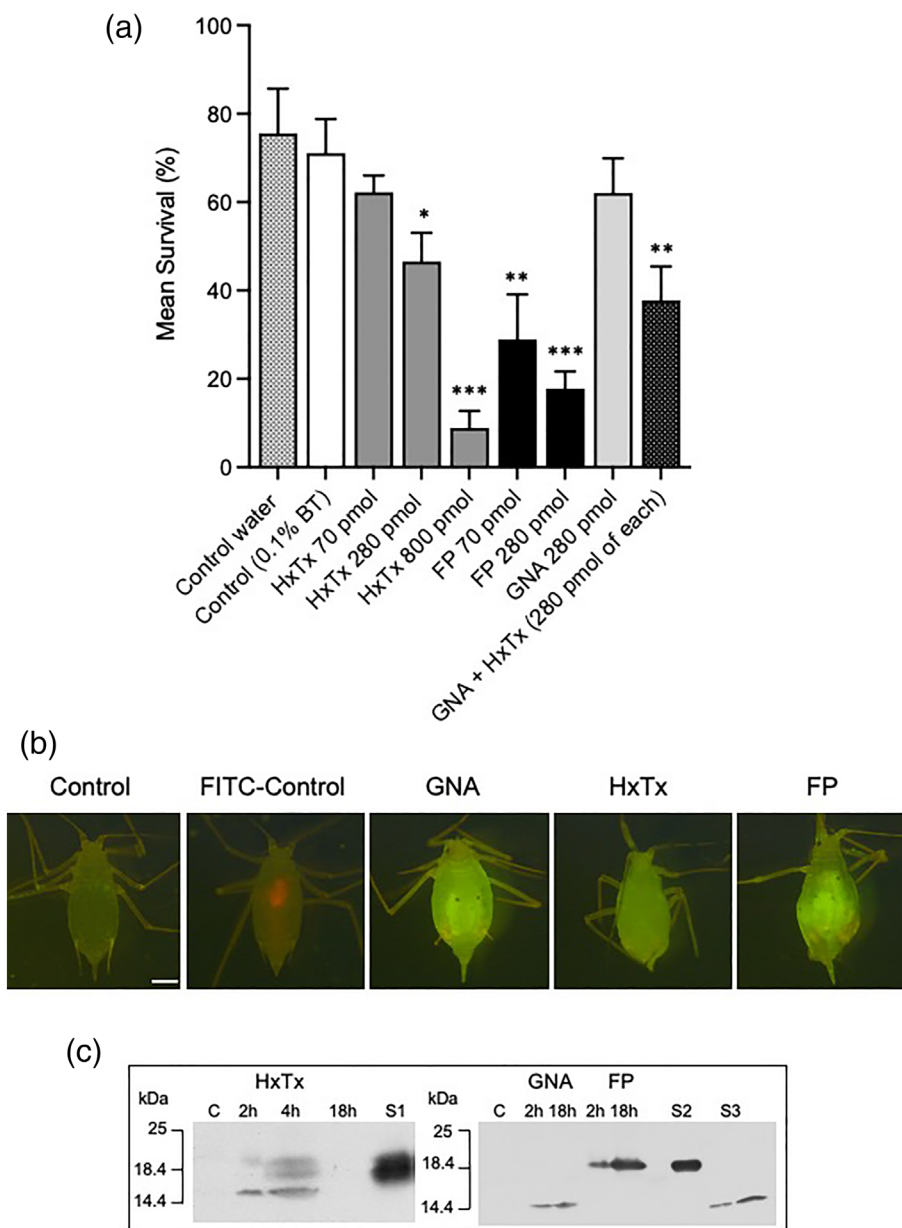 (a)
Mean Survival (%)
100
80
60
40
20
0
*
***
**
***
**
Control water
Control (0.1% BT)
HxTx 70 pmol
HxTx 280 pmol
HxTx 800 pmol
FP 70 pmol
FP 280 pmol
GNA 280 pmol
GNA + HxTx (280 pmol of each)
(b)
Control FITC-Control GNA HxTx FP
(c)
HxTx GNA FP
kDa C 2h 4h 18h S1 kDa C 2h 18h 2h 18h S2 S3
25 25
18.4 18.4
14.4 14.4